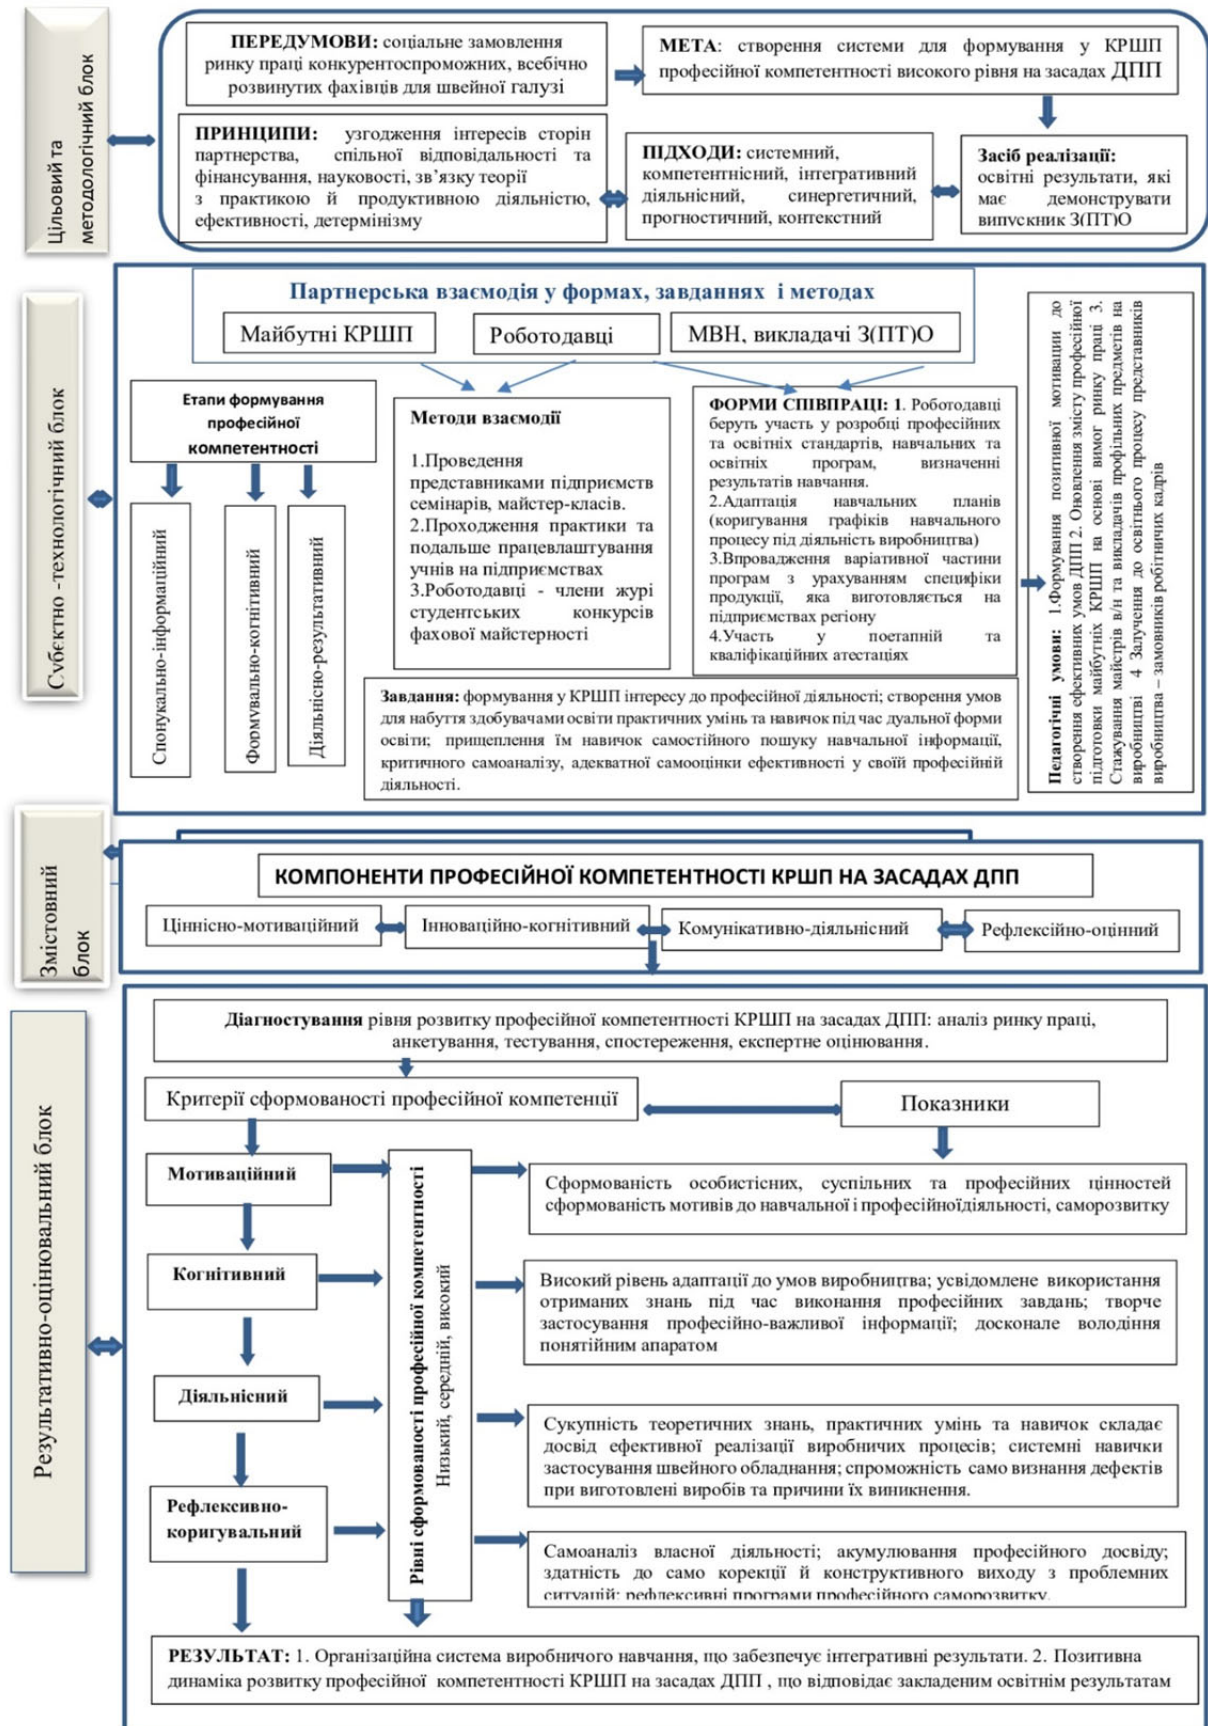 Цільовий та
методологічний блок
ПЕРЕДУМОВИ: соціальне замовлення
ринку праці конкурентоспроможних, всебічно
розвинутих фахівців для швейної галузі
МЕТА: створення системи для формування у КРШП
професійної компетентності високого рівня на засадах ДПП
ПРИНЦИПИ: узгодження інтересів сторін
партнерства, спільної відповідальності та
фінансування, науковості, зв’язку теорії
з практикою й продуктивною діяльністю,
ефективності, детермінізму
ПІДХОДИ: системний,
компетентнісний, інтегративний
діяльнісний, синергетичний,
прогностичний, контекстний
Засіб реалізації:
освітні результати, які
має демонструвати
випускник З(ПТ)О
Субєктно -технологічний блок
Партнерська взаємодія у формах, завданнях і методах
Майбутні КРШП
Роботодавці
МВН, викладачі З(ПТ)О
Етапи формування
професійної
компетентності
Спонукально-інформаційний
Формувально-когнітивний
Діяльнісно-результативний
Методи взаємодії
1.Проведення
представниками підприємств
семінарів, майстер-класів.
2.Проходження практики та
подальше працевлаштування
учнів на підприємствах
3.Роботодавці - члени журі
студентських конкурсів
фахової майстерності
ФОРМИ СПІВПРАЦІ: 1. Роботодавці
беруть участь у розробці професійних
та освітніх стандартів, навчальних та
освітніх програм, визначенні
результатів навчання.
2.Адаптація навчальних планів
(коригування графіків навчального
процесу під діяльність виробництва)
3.Впровадження варіативної частини
програм з урахуванням специфіки
продукції, яка виготовляється на
підприємствах регіону
4.Участь у поетапній та
кваліфікаційних атестаціях
Завдання: формування у КРШП інтересу до професійної діяльності; створення умов
для набуття здобувачами освіти практичних умінь та навичок під час дуальної форми
освіти; прищеплення їм навичок самостійного пошуку навчальної інформації,
критичного самоаналізу, адекватної самооцінки ефективності у своїй професійній
діяльності.
Педагогічні умови: 1.Формування позитивної мотивации до
створення ефективних умов ДПП 2. Оновлення змісту професійної
підготовки майбутніх КРШП на основі вимог ринку праці 3.
Стажування майстрів в/н та викладачів профільних предметів на
виробництві 4 Залучення до освітнього процесу представників
виробництва – замовників робітничих кадрів
Змістовний
блок
КОМПОНЕНТИ ПРОФЕСІЙНОЇ КОМПЕТЕНТНОСТІ КРШП НА ЗАСАДАХ ДПП
Ціннісно-мотиваційний
Інноваційно-когнітивний
Комунікативно-діяльнісний
Рефлексійно-оцінний
Результативно-оцінювальний блок
Діагностування рівня розвитку професійної компетентності КРШП на засадах ДПП: аналіз ринку праці,
анкетування, тестування, спостереження, експертне оцінювання.
Критерії сформованості професійної компетенції
Показники
Мотиваційний
Когнітивний
Діяльнісний
Рефлексивно-
коригувальний
Рівні сформованості професійної компетентності
Низький, середній, високий
Сформованість особистісних, суспільних та професійних цінностей
сформованість мотивів до навчальної і професійноїдіяльності, саморозвитку
Високий рівень адаптації до умов виробництва; усвідомлене використання
отриманих знань під час виконання професійних завдань; творче
застосування професійно-важливої інформації; досконале володіння
понятійним апаратом
Сукупність теоретичних знань, практичних умінь та навичок складає
досвід ефективної реалізації виробничих процесів; системні навички
застосування швейного обладнання; спроможність само визнання дефектів
при виготовлені виробів та причини їх виникнення.
Самоаналіз власної діяльності; акумулювання професійного досвіду;
здатність до само корекції й конструктивного виходу з проблемних
ситуацій; рефлексивні програми професійного саморозвитку.
РЕЗУЛЬТАТ: 1. Організаційна система виробничого навчання, що забезпечує інтегративні результати. 2. Позитивна
динаміка розвитку професійної компетентності КРШП на засадах ДПП , що відповідає закладеним освітнім результатам